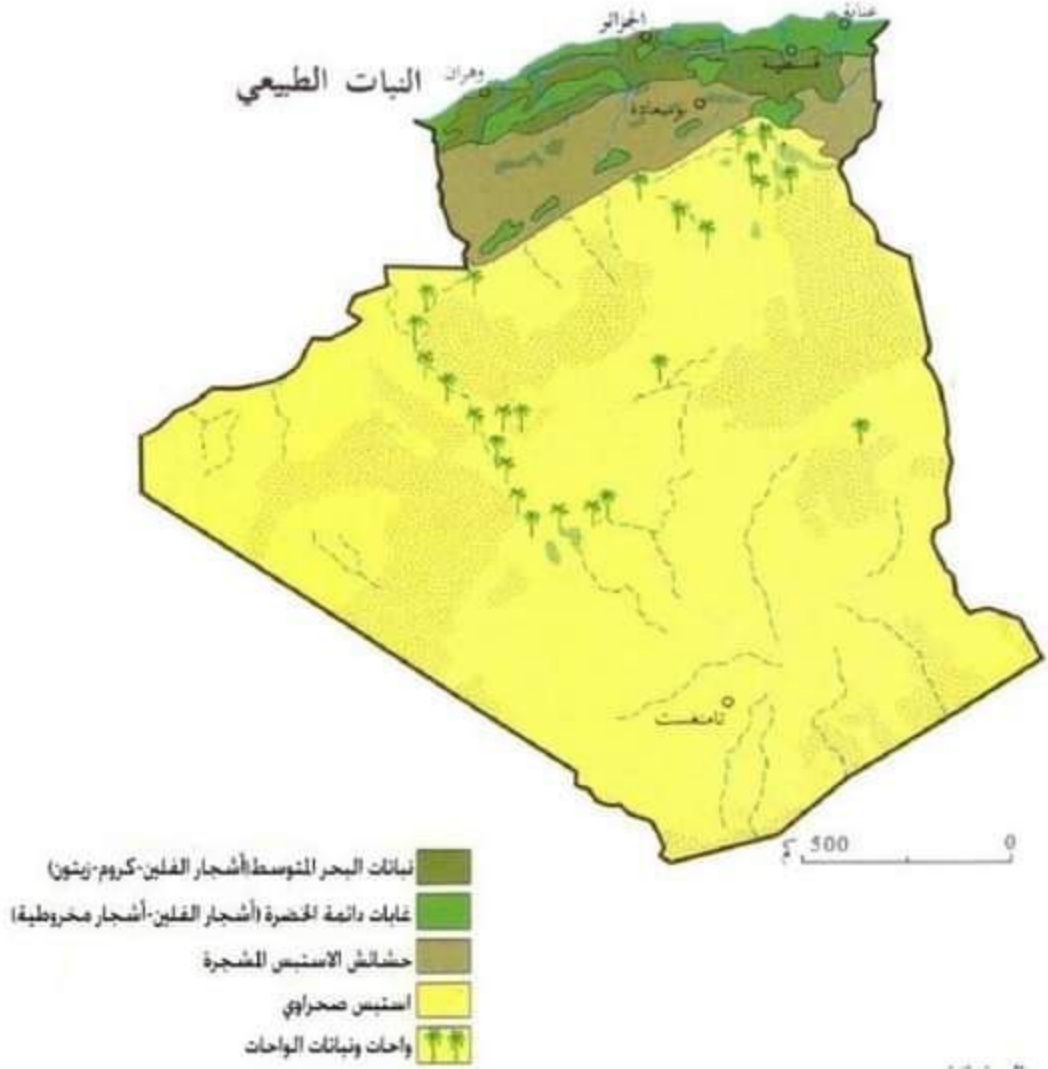 عنابة
الجزائر
قسنطينة
وهران
النبات الطبيعي
بوسعادة
تامنغست
0 500 كم
نباتات البحر المتوسط(أشجار الفلين-كروم-زيتون)
غابات دائمة الخضرة (أشجار الفلين-أشجار مخروطية)
حشائش الاستبس المشجرة
استبس صحراوي
واحات ونباتات الواحات